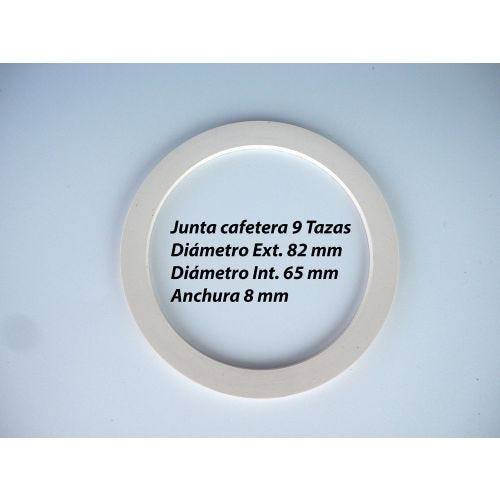 Junta cafetera 9 Tazas
Diámetro Ext. 82 mm
Diámetro Int. 65 mm
Anchura 8 mm